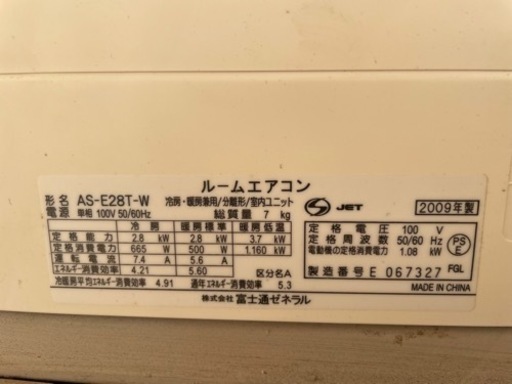 ルームエアコン
形名 AS-E28T-W 冷房・暖房兼用/分離形/室内ユニット
電源 単相 100V 50/60Hz 総質量 7 kg
JET
2009年製
冷房 暖房標準 暖房低温
定格能力 2.8 kW 2.8 kW 3.7 kW
定格消費電力 665 W 500 W 1,160 kW
運転電流 7.4 A 5.6 A
エネルギー消費効率 4.21 5.60 区分名A
冷暖房平均エネルギー消費効率 4.91 通年エネルギー消費効率 5.3
株式会社 富士通ゼネラル
定格電圧 100 V
定格周波数 50/60 Hz
電動機の定格消費電力 1.08 kW
PS
E
製造番号 E 067327 FGL
MADE IN CHINA